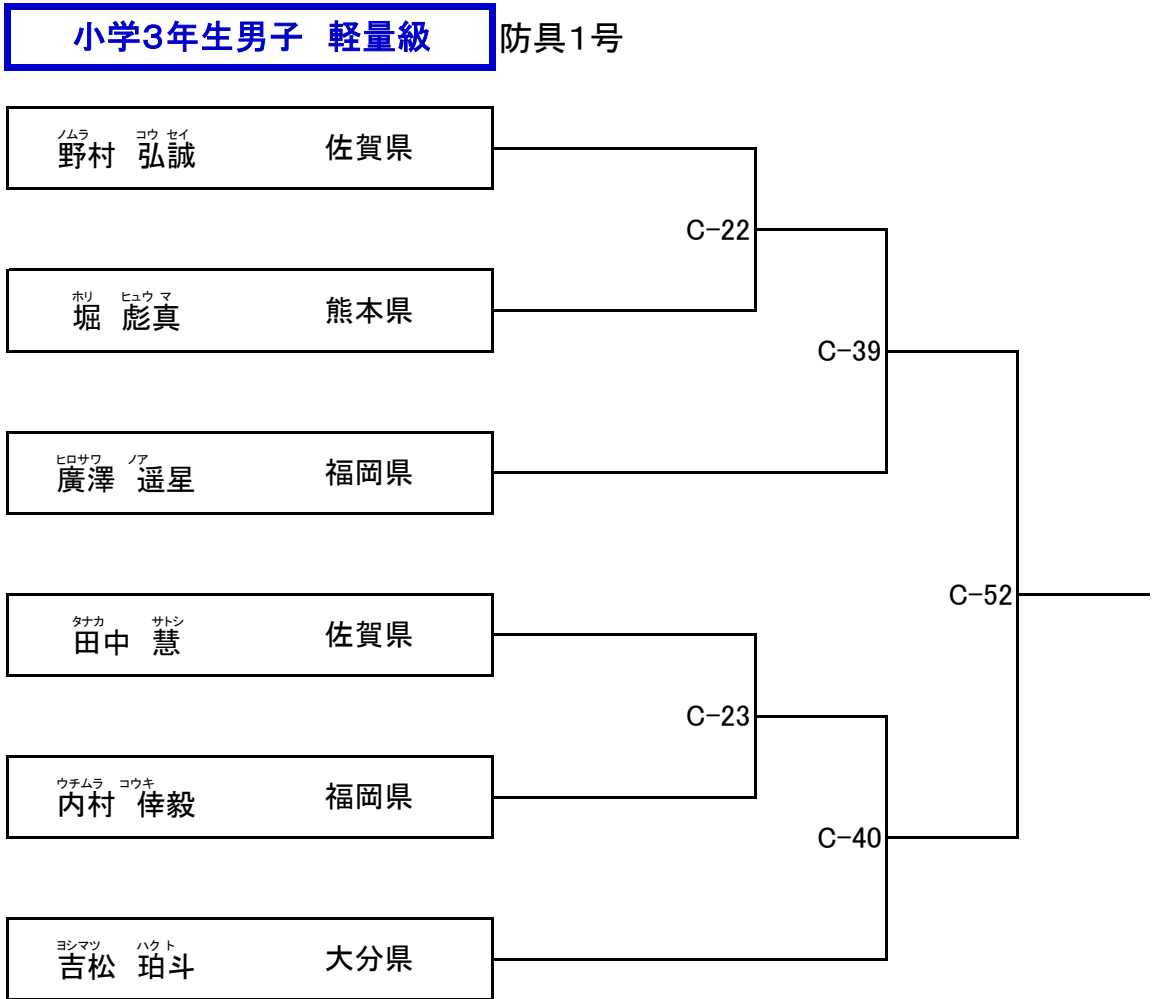 小学3年生男子　軽量級
防具1号
ノムラ　コウ セイ
野村　弘誠　佐賀県
C-22
ホリ　ヒュウ マ
堀　彪真　熊本県
C-39
ヒロサワ　ノア
廣澤　遥星　福岡県
C-52
タナカ　サトシ
田中　慧　佐賀県
C-23
ウチムラ　コウキ
内村　倖毅　福岡県
C-40
ヨシマツ　ハク ト
吉松　珀斗　大分県